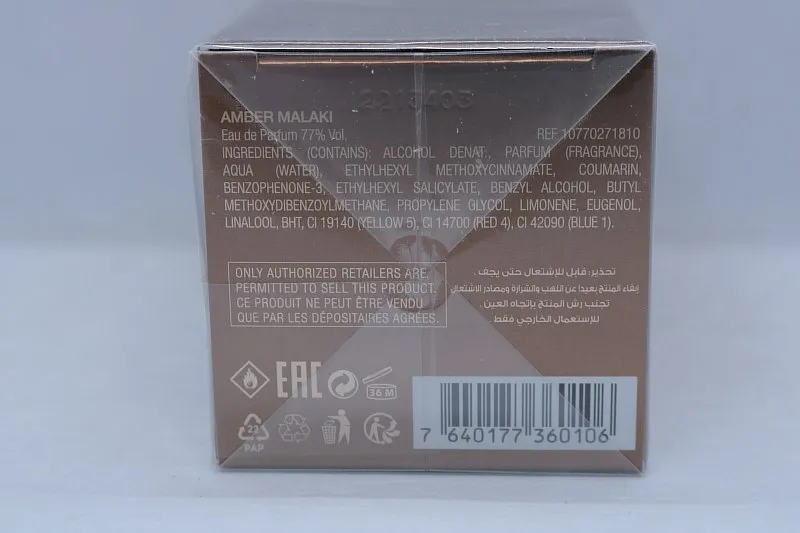 2213403
AMBER MALAKI
Eau de Parfum 77% Vol. REF 10770271810
INGREDIENTS (CONTAINS): ALCOHOL DENAT., PARFUM (FRAGRANCE),
AQUA (WATER), ETHYLHEXYL METHOXYCINNAMATE, COUMARIN,
BENZOPHENONE-3, ETHYLHEXYL SALICYLATE, BENZYL ALCOHOL, BUTYL
METHOXYDIBENZOYLMETHANE, PROPYLENE GLYCOL, LIMONENE, EUGENOL,
LINALOOL, BHT, CI 19140 (YELLOW 5), CI 14700 (RED 4), CI 42090 (BLUE 1).
ONLY AUTHORIZED RETAILERS ARE
PERMITTED TO SELL THIS PRODUCT.
CE PRODUIT NE PEUT ÊTRE VENDU
QUE PAR LES DÉPOSITAIRES AGRÉES.
تحذير: قابل للإشتعال حتى يجف.
إبقاء المنتج بعيدا عن اللهب والشرارة ومصادر الاشتعال
تجنب رش المنتج بإتجاه العين.
للإستعمال الخارجي فقط.
EAC
36 M
22
PAP
7 640177 360106